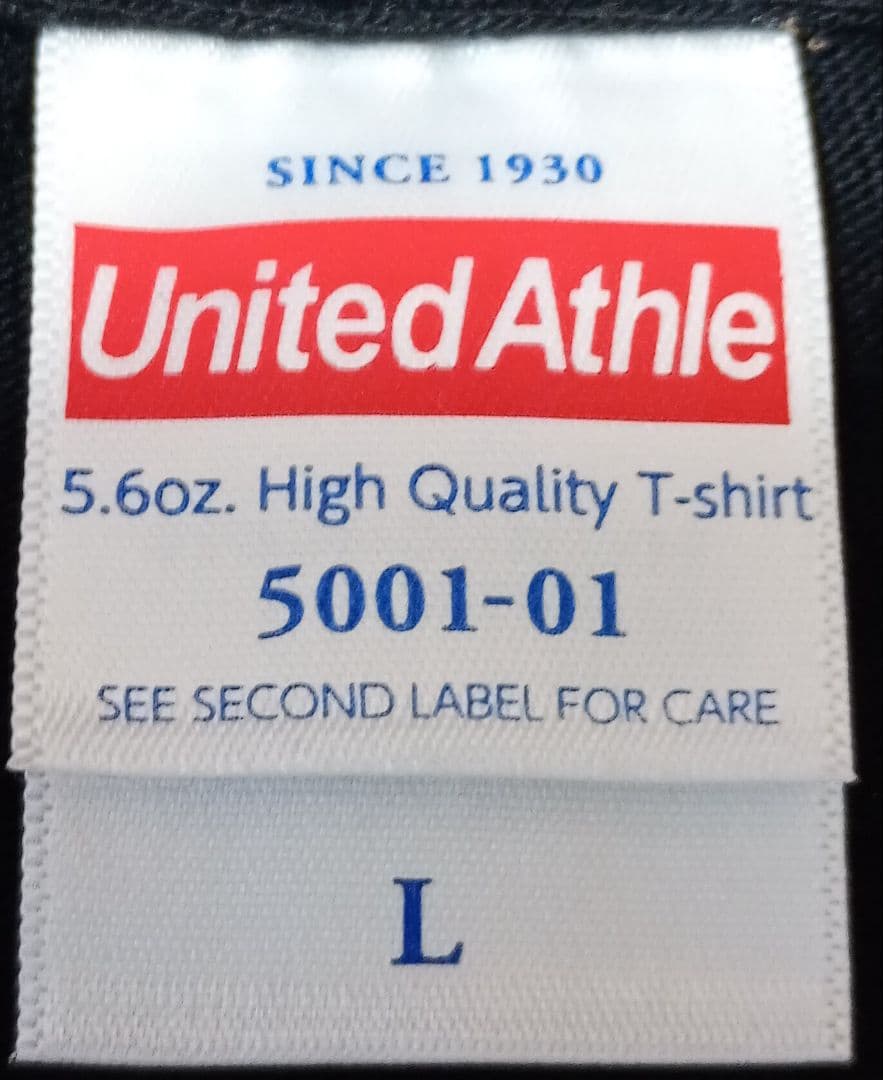 SINCE 1930
United Athle
5.6oz. High Quality T-shirt
5001-01
SEE SECOND LABEL FOR CARE
L